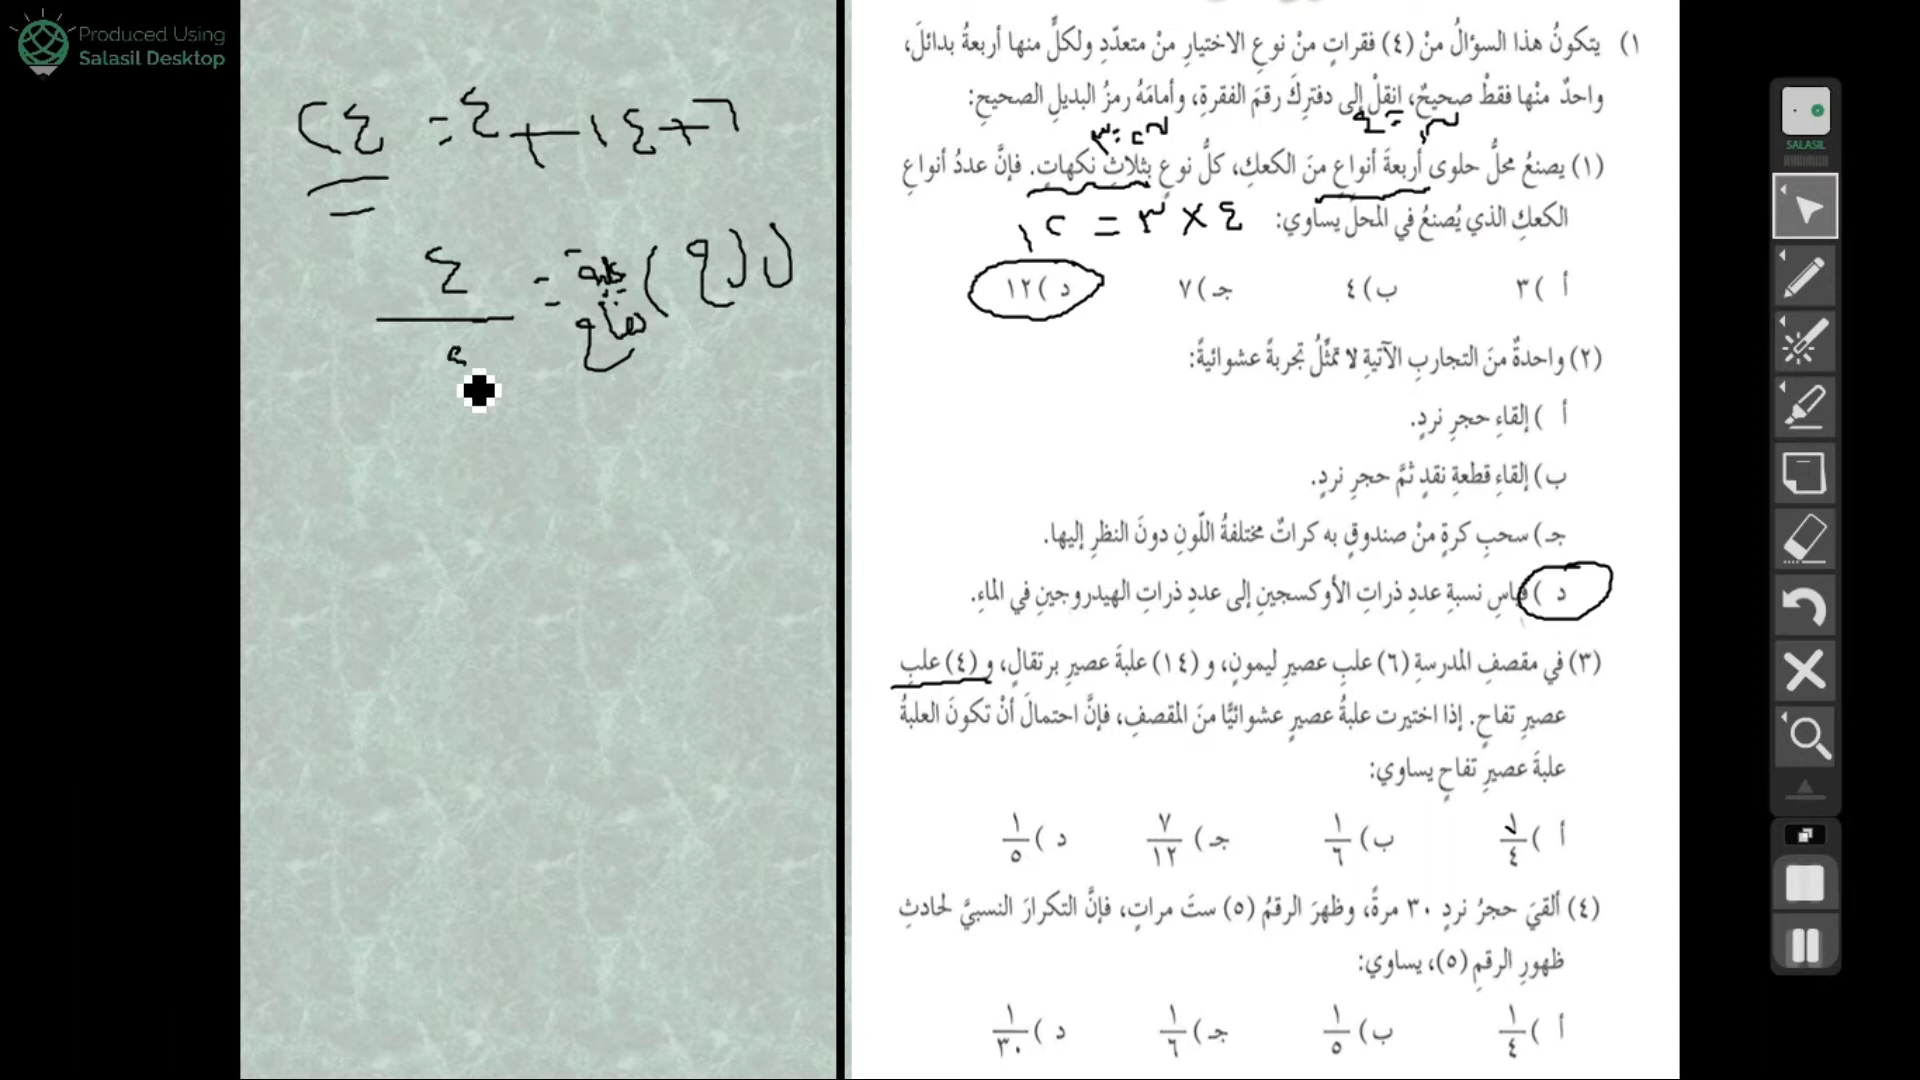 Produced Using
Salasil Desktop
٦ + ١٤ + ٤ = ٢٤
= ٤
SALASIL
١) يتكونُ هذا السؤالُ منْ (٤) فقراتٍ منْ نوعِ الاختيارِ منْ متعدّدِ ولكلٍّ منها أربعةُ بدائلَ،
واحدٌ منْها فقطْ صحيحٌ، انقلْ إلى دفترِكَ رقمَ الفقرةِ، وأمامَهُ رمزُ البديلِ الصحيحِ:
(١) يصنعُ محلُّ حلوى أربعةَ أنواعٍ منَ الكعكِ، كلُّ نوعٍ بثلاثِ نكهاتٍ. فإنَّ عددُ أنواعِ
الكعكِ الذي يُصنعُ في المحلِ يساوي: ٤ × ٣ = ١٢
أ ) ٣ ب) ٤ جـ) ٧ د ) ١٢
(٢) واحدةٌ منَ التجاربِ الآتيةِ لا تمثِّلُ تجربةً عشوائيةً:
أ ) إلقاءِ حجرِ نردٍ.
ب) إلقاءِ قطعةِ نقدٍ ثمَّ حجرِ نردٍ.
جـ) سحبِ كرةٍ منْ صندوقٍ به كراتٌ مختلفةُ اللّونِ دونَ النظرِ إليها.
د ) قياسِ نسبةِ عددِ ذراتِ الأوكسجينِ إلى عددِ ذراتِ الهيدروجينِ في الماءِ.
(٣) في مقصفِ المدرسةِ (٦) علبِ عصيرِ ليمونٍ، و (١٤) علبةَ عصيرِ برتقالٍ، و (٤) علبِ
عصيرِ تفاحٍ. إذا اختيرت علبةُ عصيرٍ عشوائيًّا منَ المقصفِ، فإنَّ احتمالَ أنْ تكونَ العلبةُ
علبةَ عصيرِ تفاحٍ يساوي:
أ ) ١/٤ ب) ١/٦ جـ) ٧/١٢ د ) ١/٥
(٤) ألقيَ حجرُ نردٍ ٣٠ مرةً، وظهرَ الرقمُ (٥) ستَ مراتٍ، فإنَّ التكرارَ النسبيَّ لحادثِ
ظهورِ الرقمِ (٥)، يساوي:
أ ) ١/٤ ب) ١/٥ جـ) ١/٦ د ) ١/٣٠